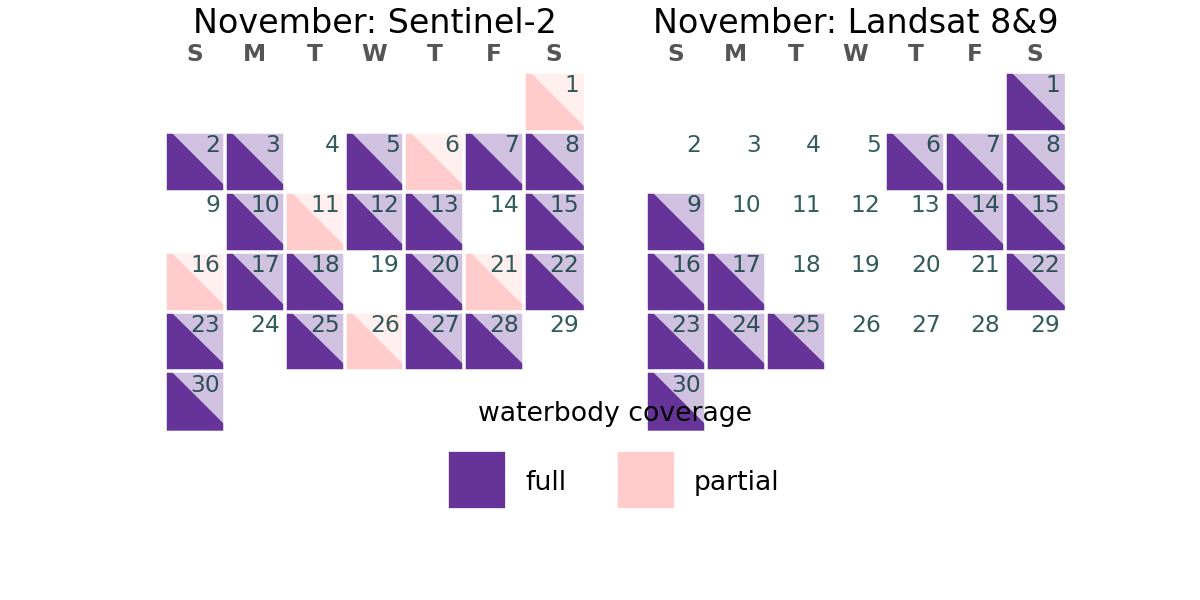 November: Sentinel-2
S M T W T F S
1
2 3 4 5 6 7 8
9 10 11 12 13 14 15
16 17 18 19 20 21 22
23 24 25 26 27 28 29
30
November: Landsat 8&9
S M T W T F S
1
2 3 4 5 6 7 8
9 10 11 12 13 14 15
16 17 18 19 20 21 22
23 24 25 26 27 28 29
30
waterbody coverage
full partial